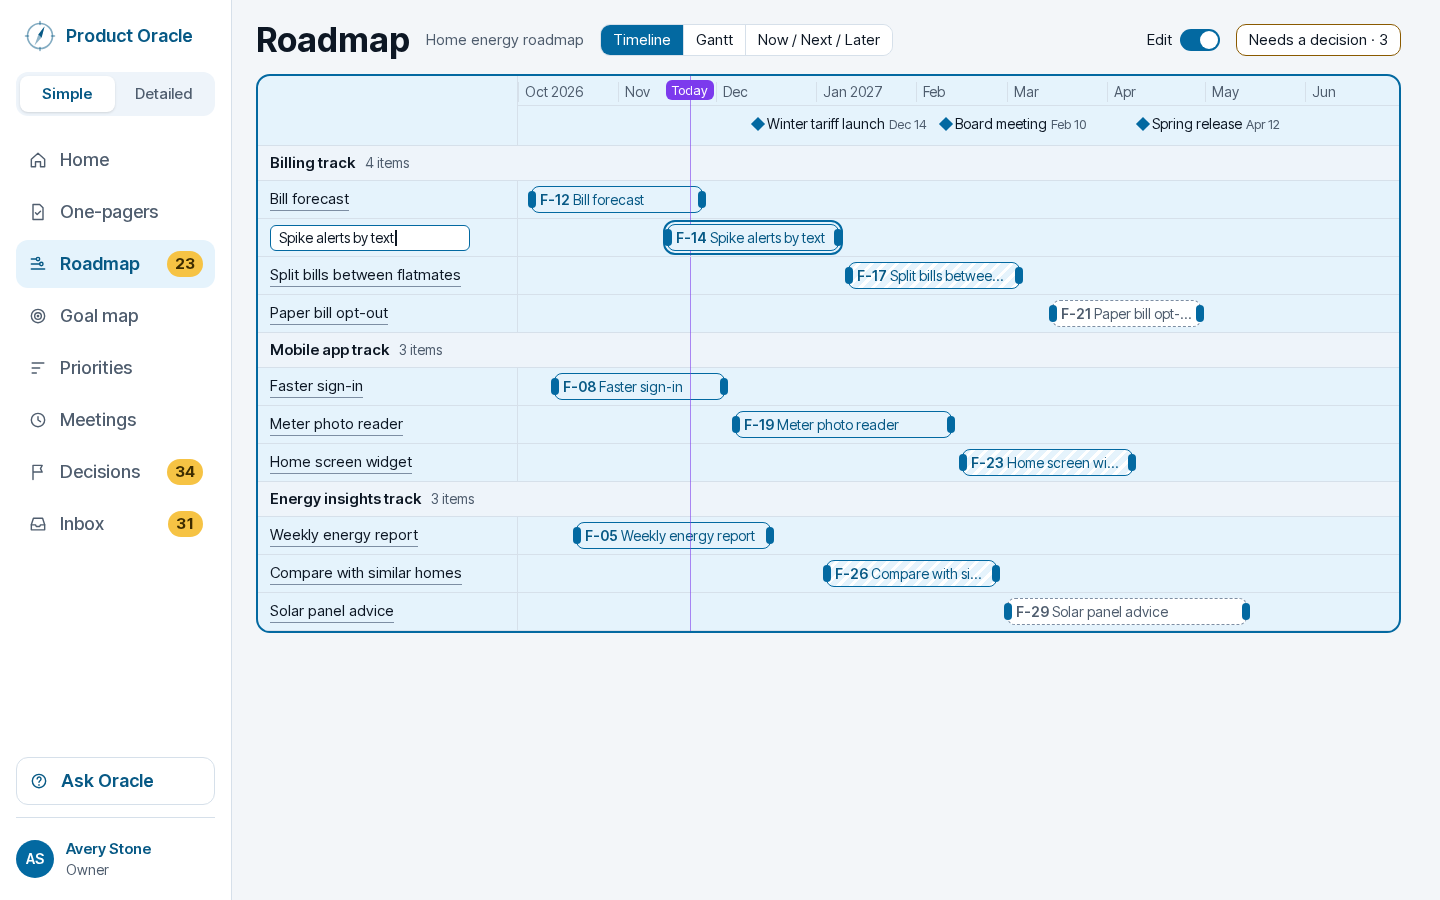 Product Oracle
Simple Detailed
Home
One-pagers
Roadmap 23
Goal map
Priorities
Meetings
Decisions 34
Inbox 31
Ask Oracle
AS Avery Stone
Owner
Roadmap Home energy roadmap Timeline Gantt Now / Next / Later Edit Needs a decision · 3
Oct 2026 Nov Today Dec Jan 2027 Feb Mar Apr May Jun
Winter tariff launch Dec 14 Board meeting Feb 10 Spring release Apr 12
Billing track 4 items
Bill forecast F-12 Bill forecast
Spike alerts by text F-14 Spike alerts by text
Split bills between flatmates F-17 Split bills betwee...
Paper bill opt-out F-21 Paper bill opt-...
Mobile app track 3 items
Faster sign-in F-08 Faster sign-in
Meter photo reader F-19 Meter photo reader
Home screen widget F-23 Home screen wi...
Energy insights track 3 items
Weekly energy report F-05 Weekly energy report
Compare with similar homes F-26 Compare with si...
Solar panel advice F-29 Solar panel advice